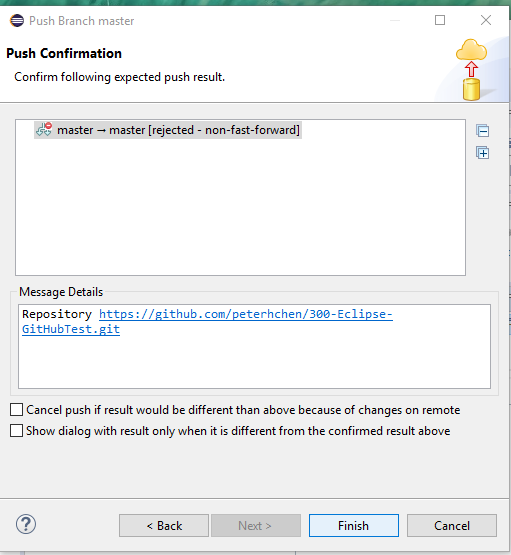 Push Branch master
Push Confirmation
Confirm following expected push result.
master → master [rejected - non-fast-forward]
Message Details
Repository https://github.com/peterhchen/300-Eclipse-
GitHubTest.git
Cancel push if result would be different than above because of changes on remote
Show dialog with result only when it is different from the confirmed result above
? < Back Next > Finish Cancel